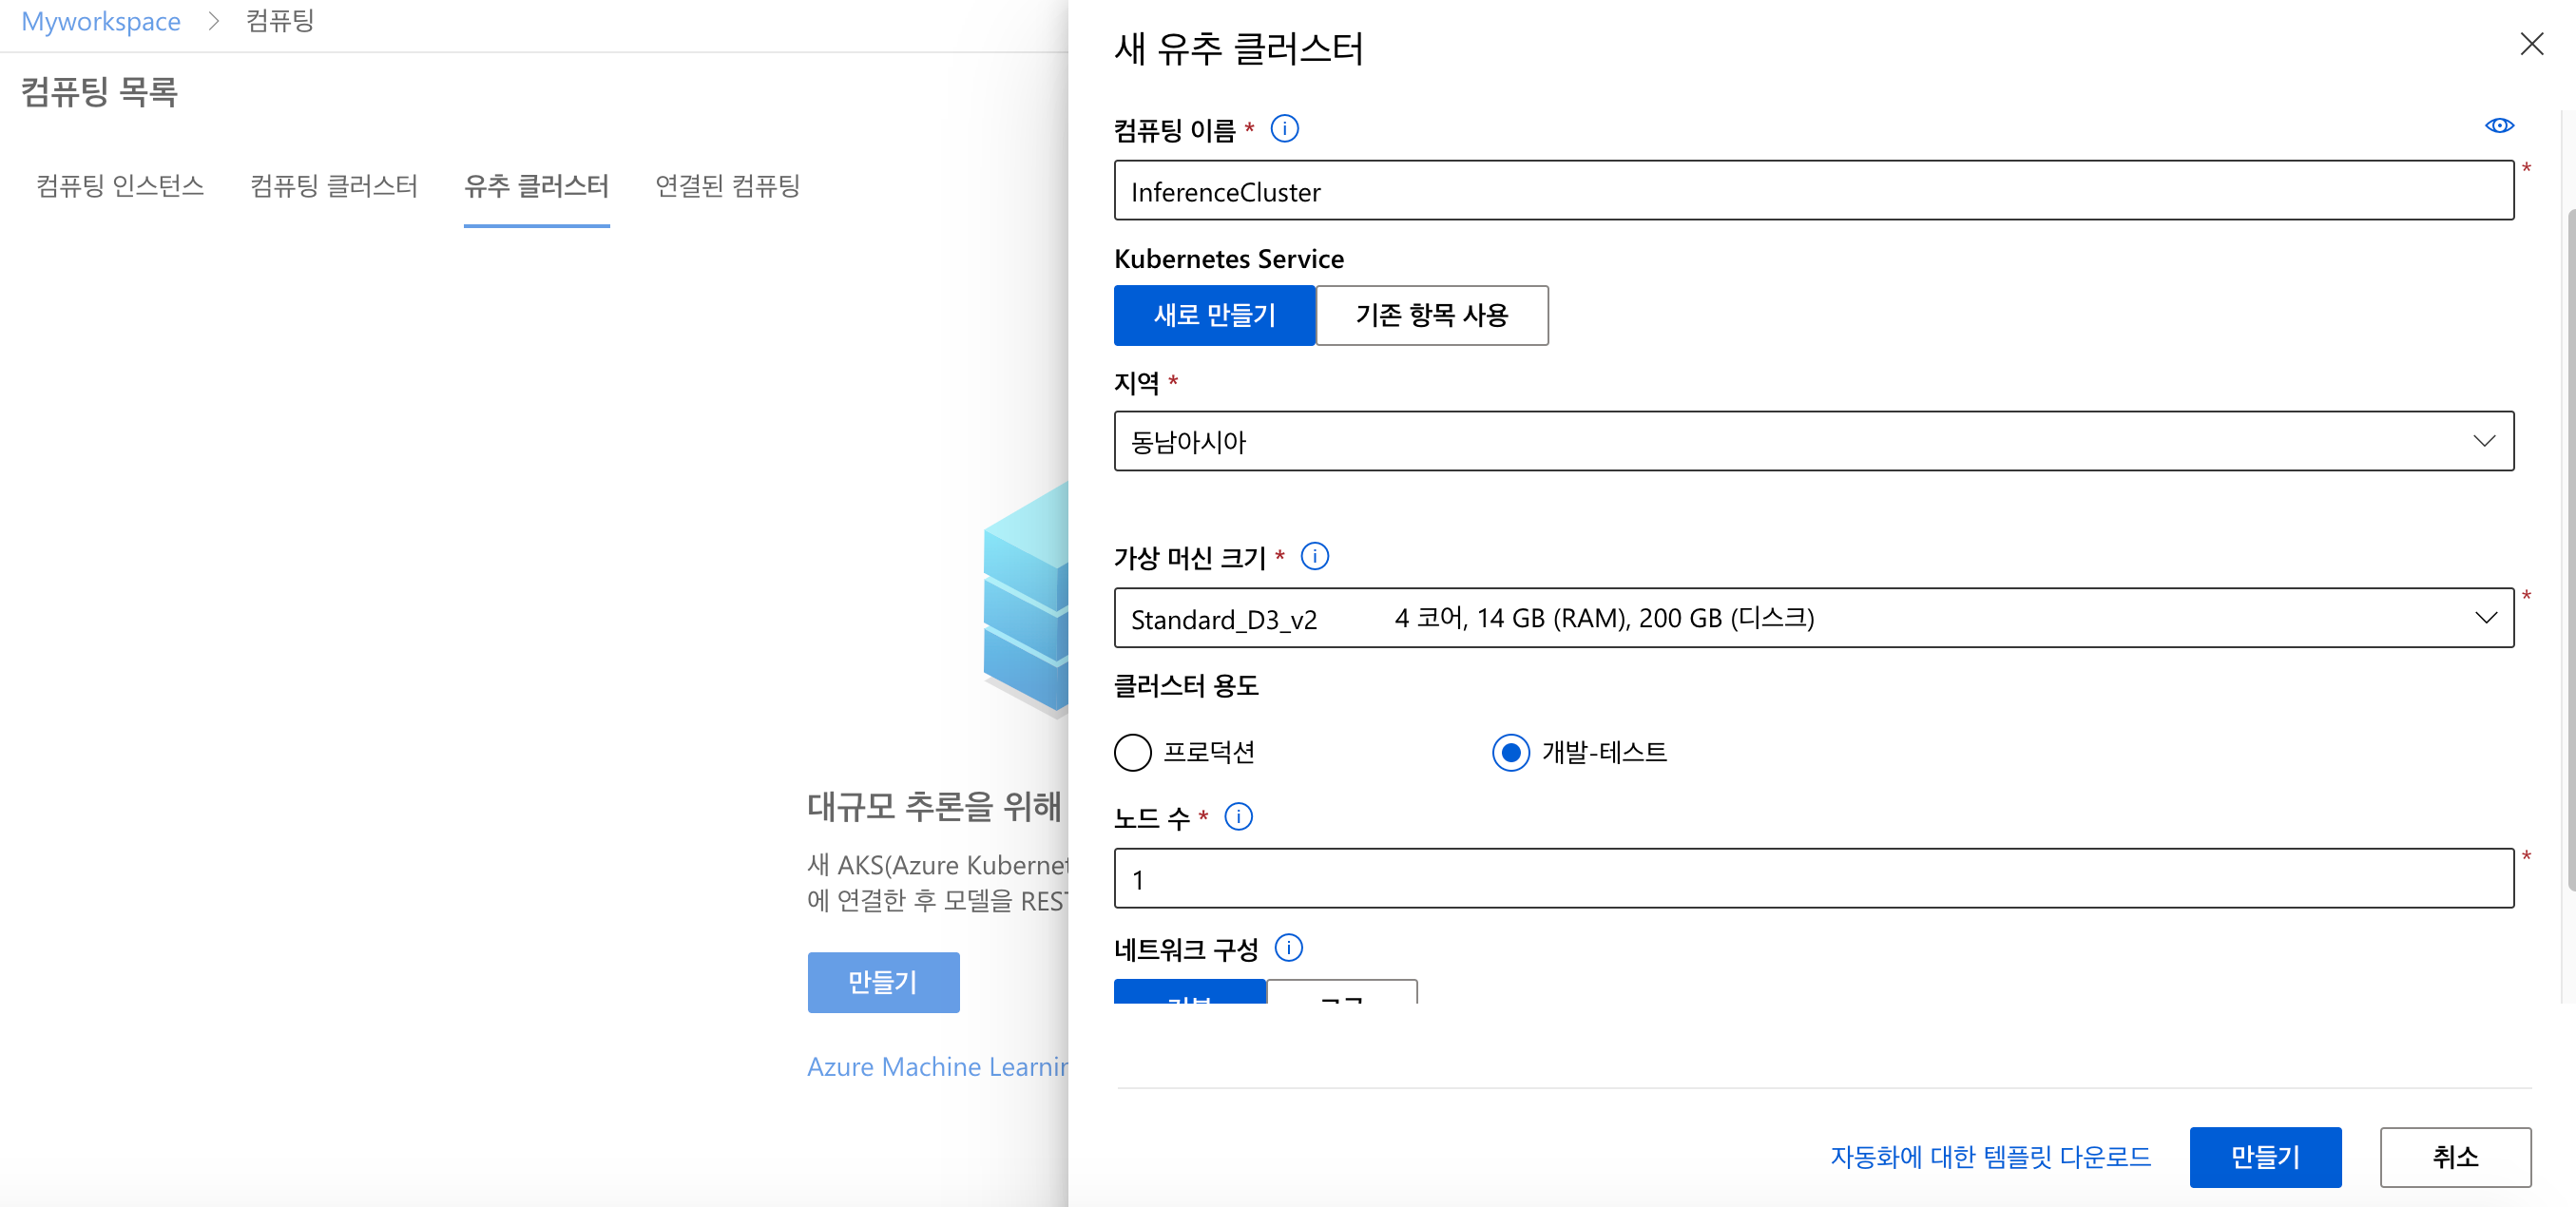 Myworkspace > 컴퓨팅
컴퓨팅 목록
컴퓨팅 인스턴스 컴퓨팅 클러스터 유추 클러스터 연결된 컴퓨팅
대규모 추론을 위해
새 AKS(Azure
에 연결한 후 모델을 REST
만들기
Azure Machine
새 유추 클러스터
컴퓨팅 이름 *
InferenceCluster *
Kubernetes Service
새로 만들기 기존 항목 사용
지역 *
동남아시아
가상 머신 크기 *
Standard_D3_v2 4 코어, 14 GB (RAM), 200 GB (디스크) *
클러스터 용도
프로덕션 개발-테스트
노드 수 *
1 *
네트워크 구성
자동화에 대한 템플릿 다운로드 만들기 취소